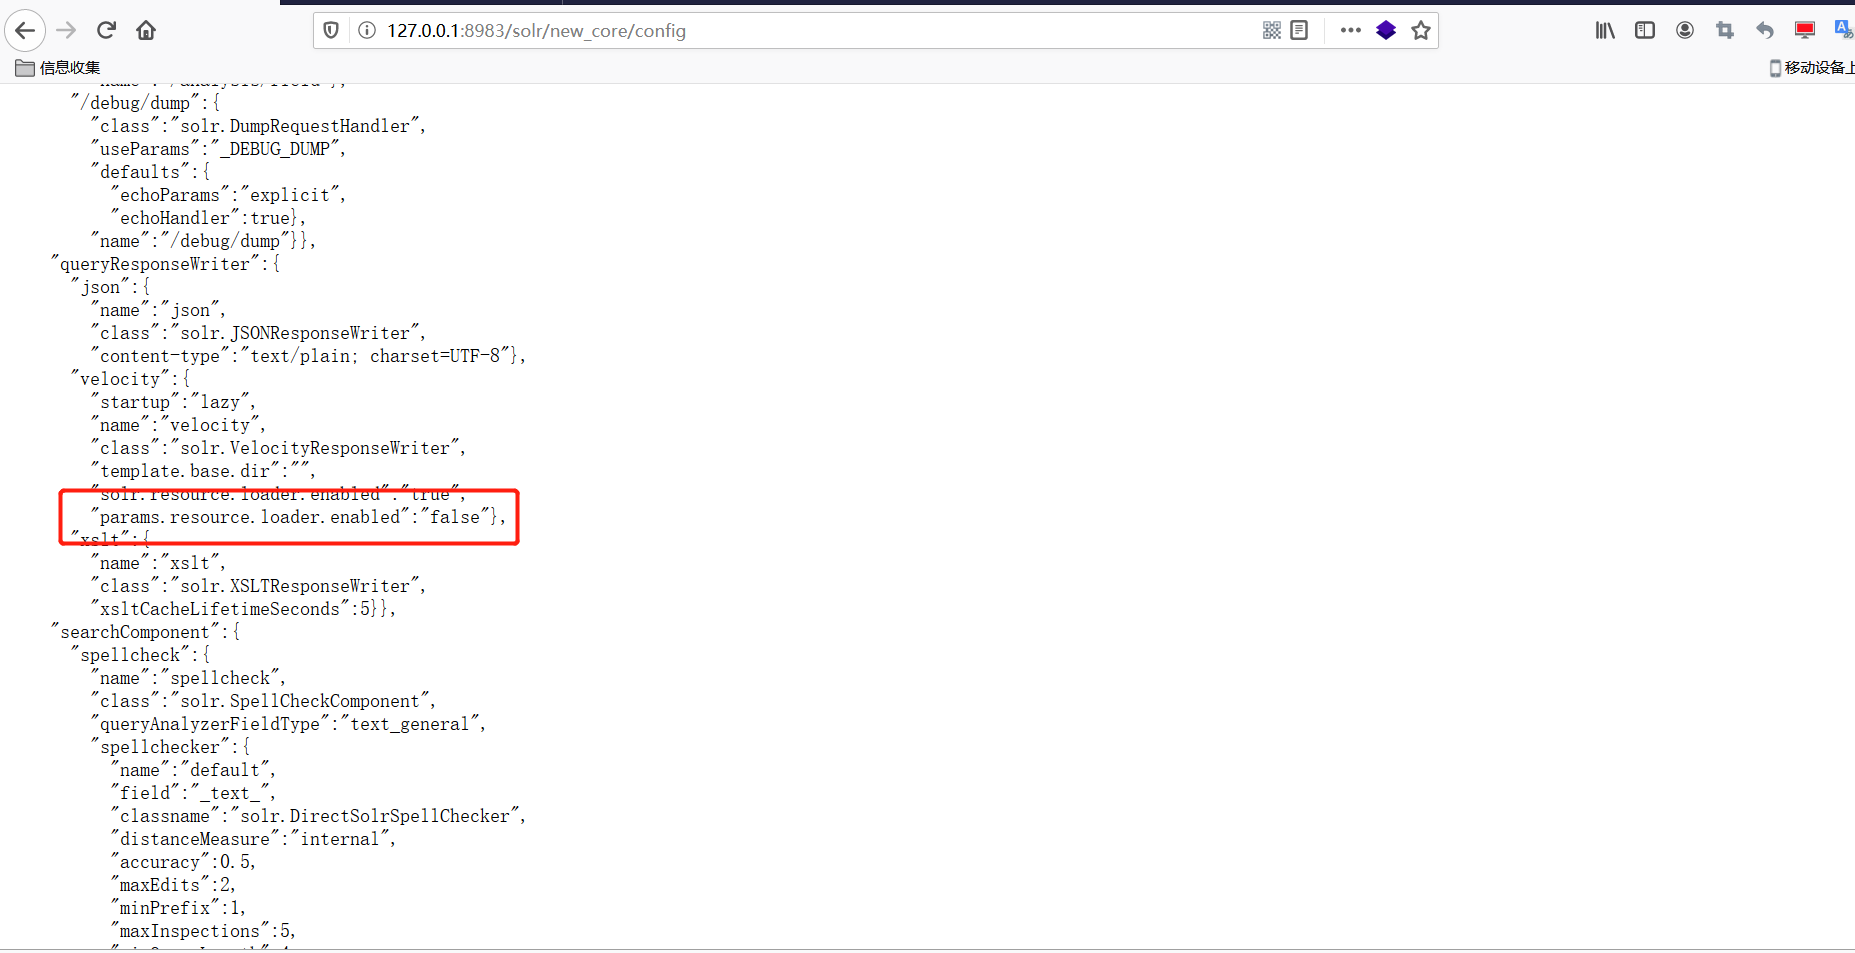 127.0.0.1:8983/solr/new_core/config
信息收集
移动设备上
"name":"/analysis/field"},
"/debug/dump":{
"class":"solr.DumpRequestHandler",
"useParams":"_DEBUG_DUMP",
"defaults":{
"echoParams":"explicit",
"echoHandler":true},
"name":"/debug/dump"}},
"queryResponseWriter":{
"json":{
"name":"json",
"class":"solr.JSONResponseWriter",
"content-type":"text/plain; charset=UTF-8"},
"velocity":{
"startup":"lazy",
"name":"velocity",
"class":"solr.VelocityResponseWriter",
"template.base.dir":"",
"solr.resource.loader.enabled":"true",
"params.resource.loader.enabled":"false"},
"xslt":{
"name":"xslt",
"class":"solr.XSLTResponseWriter",
"xsltCacheLifetimeSeconds":5}},
"searchComponent":{
"spellcheck":{
"name":"spellcheck",
"class":"solr.SpellCheckComponent",
"queryAnalyzerFieldType":"text_general",
"spellchecker":{
"name":"default",
"field":"_text_",
"classname":"solr.DirectSolrSpellChecker",
"distanceMeasure":"internal",
"accuracy":0.5,
"maxEdits":2,
"minPrefix":1,
"maxInspections":5,